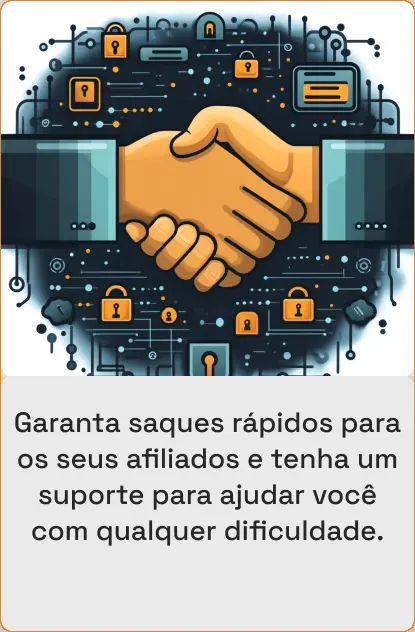 Garanta saques rápidos para
os seus afiliados e tenha um
suporte para ajudar você
com qualquer dificuldade.